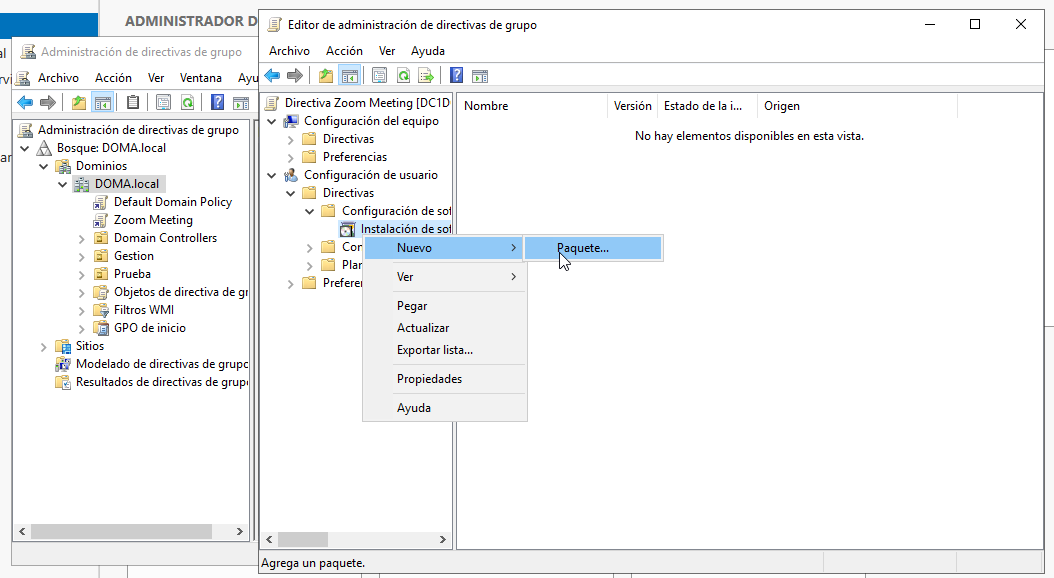 ADMINISTRADOR D
Administración de directivas de grupo
Archivo Acción Ver Ventana Ayu
Administración de directivas de grupo
Bosque: DOMA.local
Dominios
DOMA.local
Default Domain Policy
Zoom Meeting
Domain Controllers
Gestion
Prueba
Objetos de directiva de gr
Filtros WMI
GPO de inicio
Sitios
Modelado de directivas de grupo
Resultados de directivas de grupo
Editor de administración de directivas de grupo
Archivo Acción Ver Ayuda
Directiva Zoom Meeting [DC1D
Configuración del equipo
Directivas
Preferencias
Configuración de usuario
Directivas
Configuración de sof
Instalación de sof
Con
Plan
Preferen
Nuevo
Paquete...
Ver
Pegar
Actualizar
Exportar lista...
Propiedades
Ayuda
Nombre Versión Estado de la i... Origen
No hay elementos disponibles en esta vista.
Agrega un paquete.